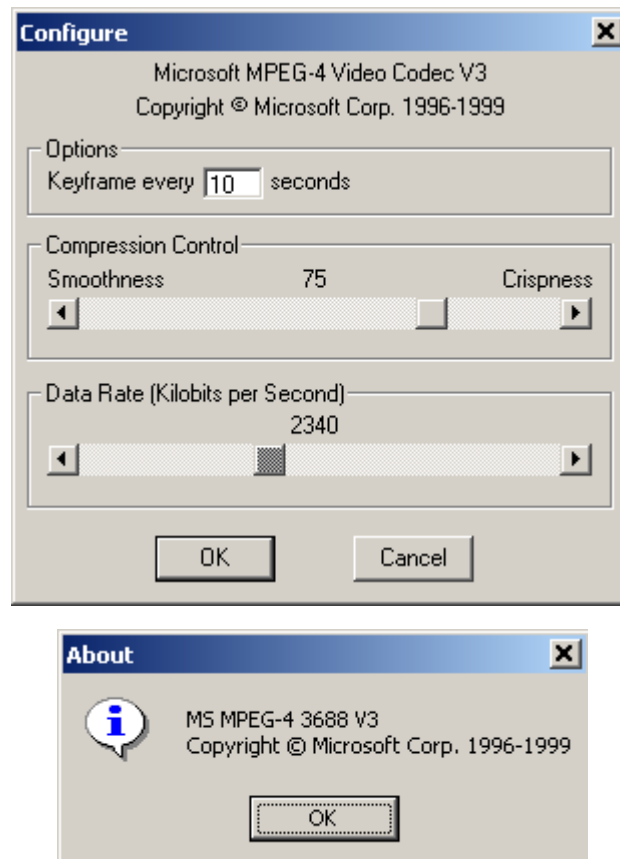 Configure
Microsoft MPEG-4 Video Codec V3
Copyright © Microsoft Corp. 1996-1999
Options
Keyframe every 10 seconds
Compression Control
Smoothness 75 Crispness
Data Rate (Kilobits per Second)
2340
OK Cancel
About
MS MPEG-4 3688 V3
Copyright © Microsoft Corp. 1996-1999
OK